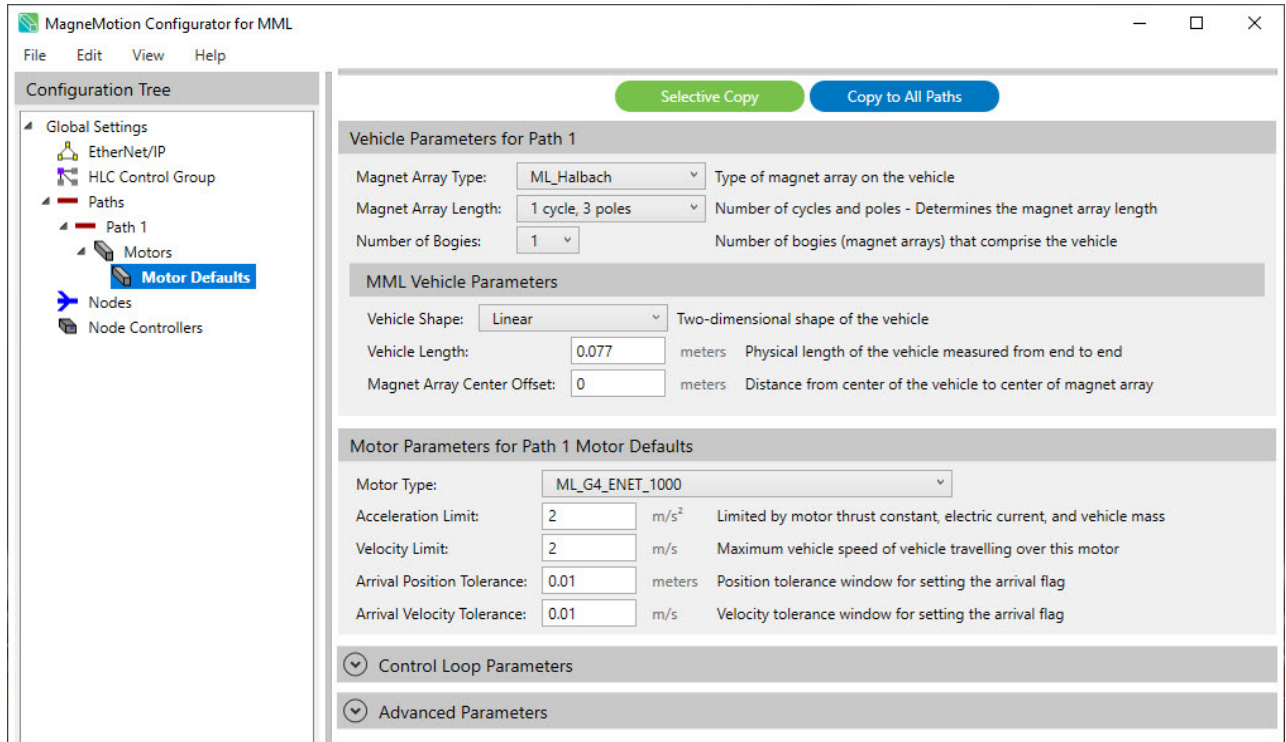 MagneMotion Configurator for MML
File Edit View Help
Configuration Tree
Global Settings
EtherNet/IP
HLC Control Group
Paths
Path 1
Motors
Motor Defaults
Nodes
Node Controllers
Selective Copy Copy to All Paths
Vehicle Parameters for Path 1
Magnet Array Type: ML_Halbach Type of magnet array on the vehicle
Magnet Array Length: 1 cycle, 3 poles Number of cycles and poles - Determines the magnet array length
Number of Bogies: 1 Number of bogies (magnet arrays) that comprise the vehicle
MML Vehicle Parameters
Vehicle Shape: Linear Two-dimensional shape of the vehicle
Vehicle Length: 0.077 meters Physical length of the vehicle measured from end to end
Magnet Array Center Offset: 0 meters Distance from center of the vehicle to center of magnet array
Motor Parameters for Path 1 Motor Defaults
Motor Type: ML_G4_ENET_1000
Acceleration Limit: 2 m/s² Limited by motor thrust constant, electric current, and vehicle mass
Velocity Limit: 2 m/s Maximum vehicle speed of vehicle travelling over this motor
Arrival Position Tolerance: 0.01 meters Position tolerance window for setting the arrival flag
Arrival Velocity Tolerance: 0.01 m/s Velocity tolerance window for setting the arrival flag
Control Loop Parameters
Advanced Parameters